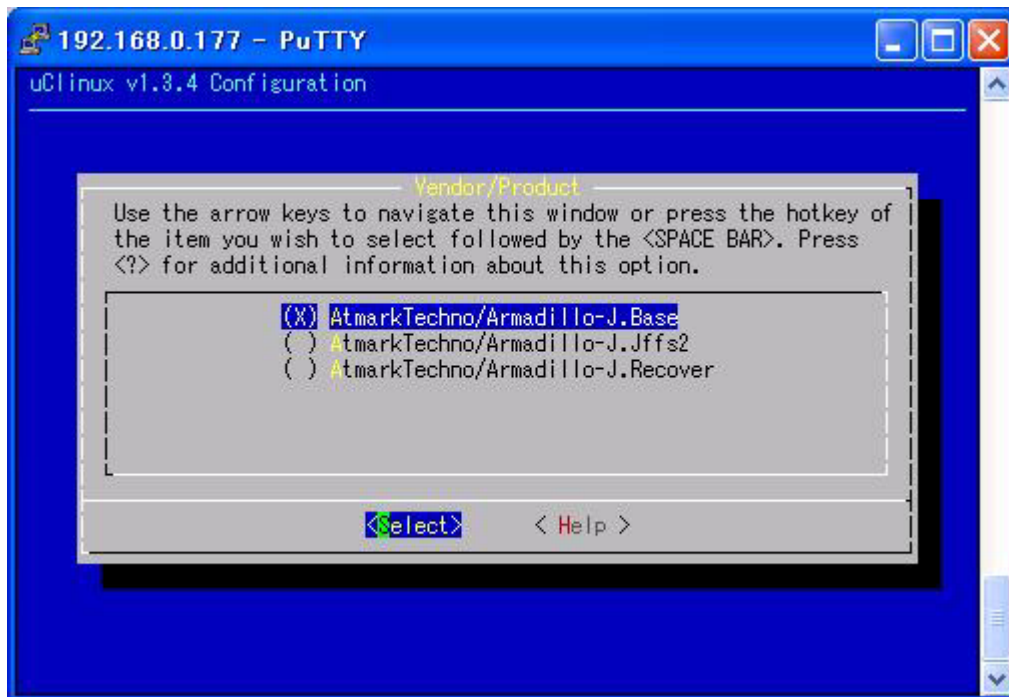 192.168.0.177 - PuTTY
uClinux v1.3.4 Configuration
Vendor/Product
Use the arrow keys to navigate this window or press the hotkey of
the item you wish to select followed by the <SPACE BAR>. Press
<?> for additional information about this option.
(X) AtmarkTechno/Armadillo-J.Base
( ) AtmarkTechno/Armadillo-J.Jffs2
( ) AtmarkTechno/Armadillo-J.Recover
<Select> < Help >